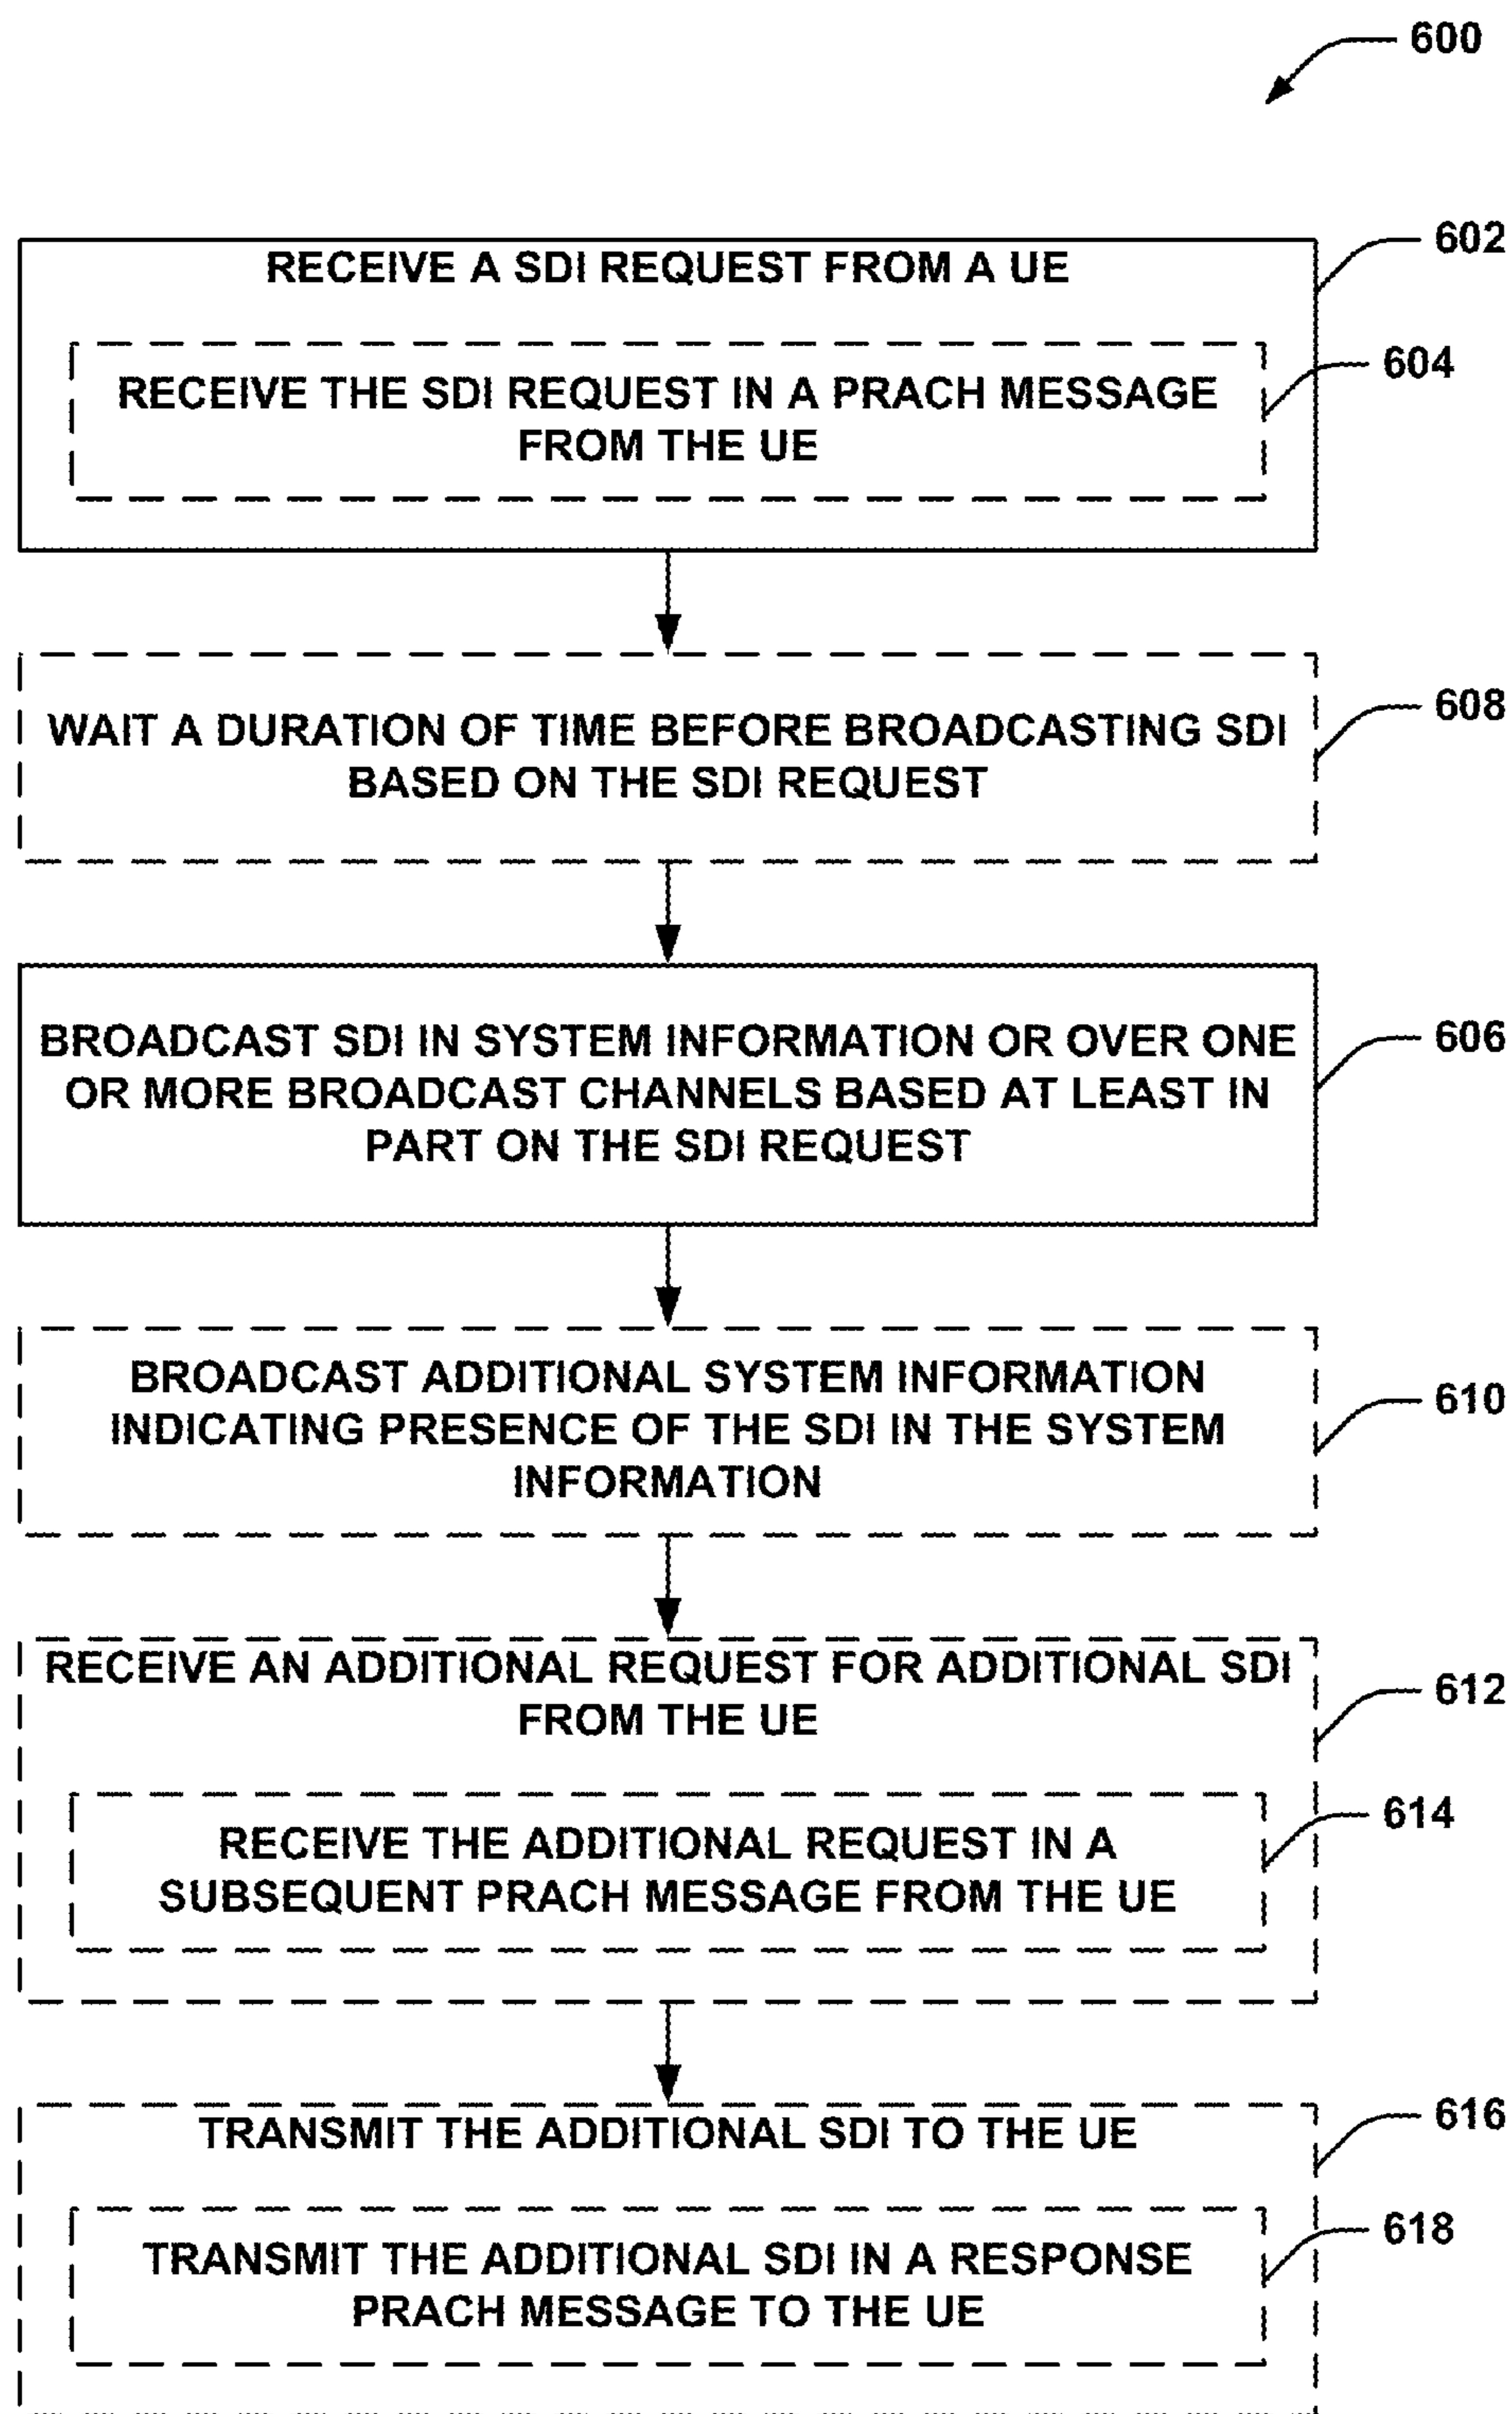 600
602
RECEIVE A SDI REQUEST FROM A UE
604
RECEIVE THE SDI REQUEST IN A PRACH MESSAGE
FROM THE UE
608
WAIT A DURATION OF TIME BEFORE BROADCASTING SDI
BASED ON THE SDI REQUEST
606
BROADCAST SDI IN SYSTEM INFORMATION OR OVER ONE
OR MORE BROADCAST CHANNELS BASED AT LEAST IN
PART ON THE SDI REQUEST
BROADCAST ADDITIONAL SYSTEM INFORMATION
610
INDICATING PRESENCE OF THE SDI IN THE SYSTEM
INFORMATION
RECEIVE AN ADDITIONAL REQUEST FOR ADDITIONAL SDI
612
FROM THE UE
614
RECEIVE THE ADDITIONAL REQUEST IN A
SUBSEQUENT PRACH MESSAGE FROM THE UE
616
TRANSMIT THE ADDITIONAL SDI TO THE UE
618
TRANSMIT THE ADDITIONAL SDI IN A RESPONSE
PRACH MESSAGE TO THE UE